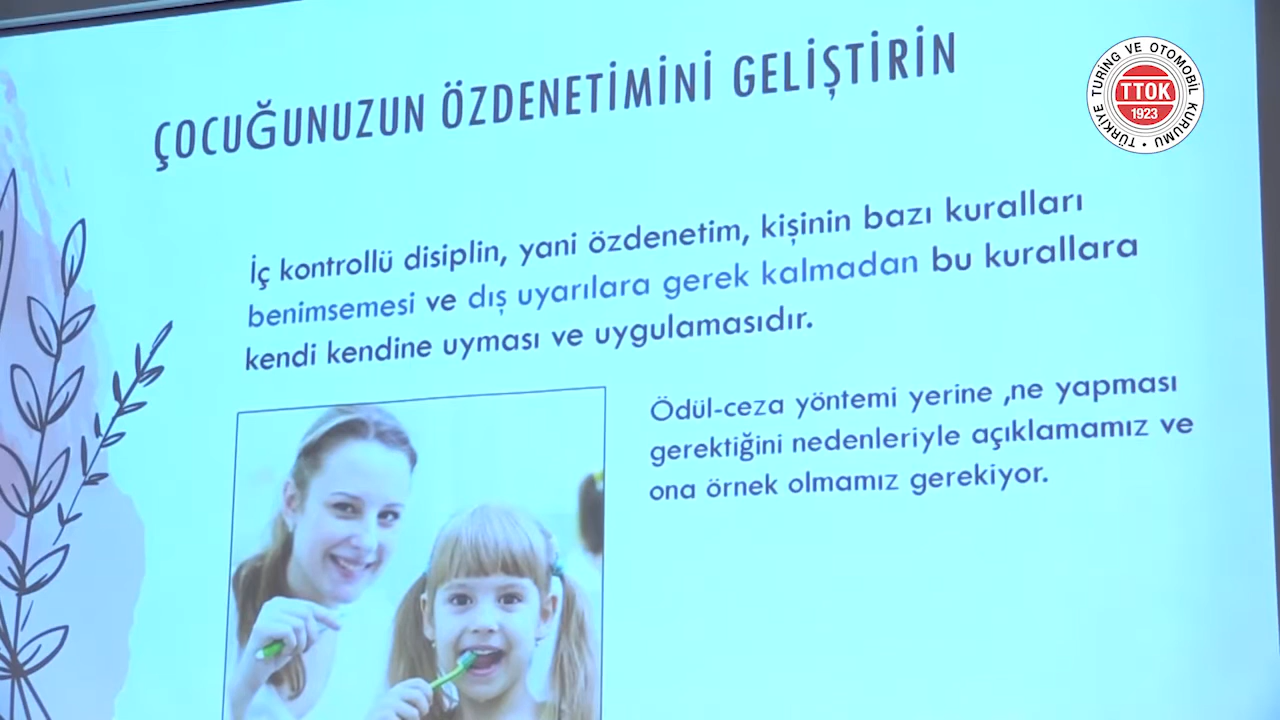 ÇOCUĞUNUZUN ÖZDENETİMİNİ GELİŞTİRİN
TÜRKİYE TURİNG VE OTOMOBİL KURUMU
TTOK
1923
İç kontrollü disiplin, yani özdenetim, kişinin bazı kuralları
benimsemesi ve dış uyarılara gerek kalmadan bu kurallara
kendi kendine uyması ve uygulamasıdır.
Ödül-ceza yöntemi yerine ,ne yapması
gerektiğini nedenleriyle açıklamamız ve
ona örnek olmamız gerekiyor.